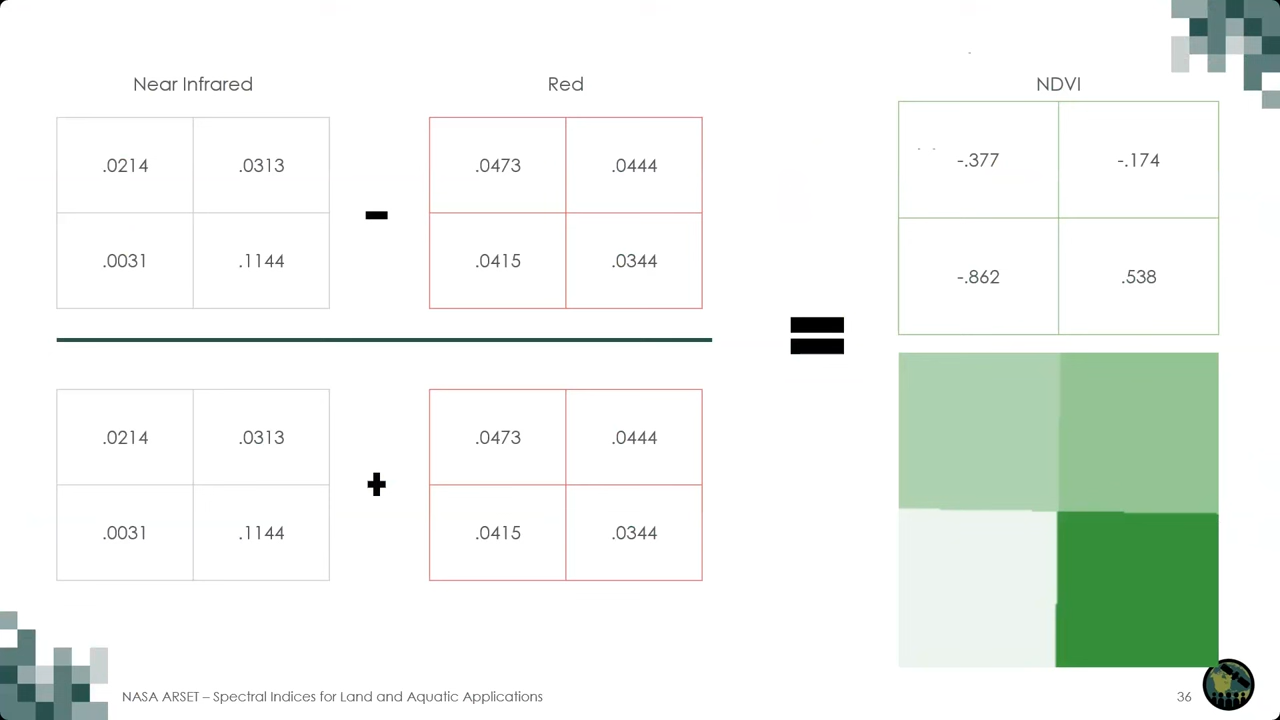 Near Infrared Red NDVI
.0214 .0313 - .0473 .0444 = -.377 -.174
.0031 .1144 .0415 .0344 -.862 .538
.0214 .0313 + .0473 .0444
.0031 .1144 .0415 .0344
NASA ARSET – Spectral Indices for Land and Aquatic Applications 36